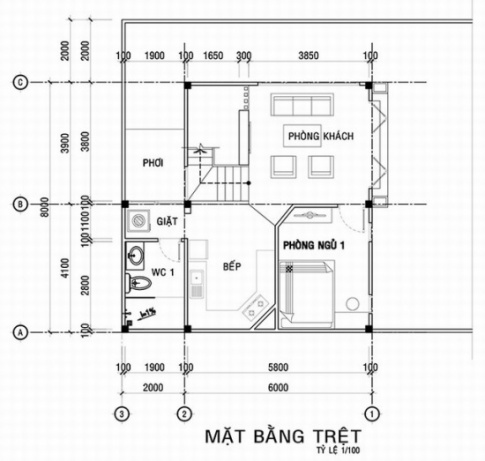 100 1900 100 1650 300 3850 100
2000
2000
C
3900
3800
PHÒNG KHÁCH
PHƠI
8000
B
100
1100
100
GIẶT
PHÒNG NGỦ 1
4100
2800
WC 1
BẾP
i=1%
100
A
100 1900 100 5800 100
2000 6000
3 2 1
MẶT BẰNG TRỆT
TỶ LỆ 1/100